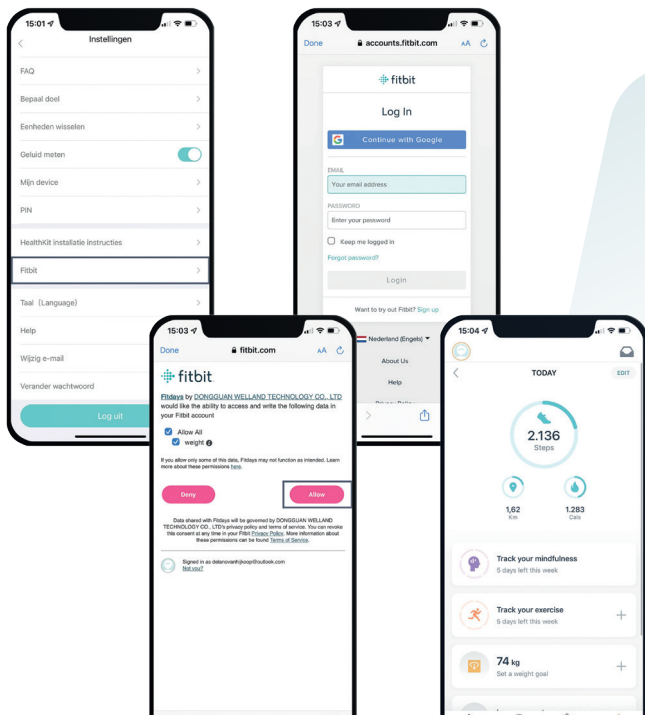 15:01
Instellingen
FAQ
Bepaal doel
Eenheden wisselen
Geluid meten
Mijn device
PIN
HealthKit installatie instructies
Fitbit
Taal (Language)
Help
Wijzig e-mail
Verander wachtwoord
Log uit
15:03
Done
accounts.fitbit.com
AA
fitbit
Log In
G
Continue with Google
EMAIL
Your email address
PASSWORD
Enter your password
Keep me logged in
Forgot password?
Login
Want to try out Fitbit? Sign up
Nederland (Engels)
About Us
Help
15:03
Done
fitbit.com
AA
fitbit
Fitdays by DONGGUAN WELLAND TECHNOLOGY CO., LTD
would like the ability to access and write the following data in
your Fitbit account
Allow All
weight
If you allow only some of this data, Fitdays may not function as intended. Learn
more about these permissions here.
Deny
Allow
Data shared with Fitdays will be governed by DONGGUAN WELLAND
TECHNOLOGY CO., LTD's privacy policy and terms of service. You can revoke
this consent at any time in your Fitbit Privacy Policy. More information about
these permissions can be found Terms of Service.
Signed in as delanovanhijkoop@outlook.com
Not you?
15:04
TODAY
EDIT
2.136
Steps
1,62
Km
1.283
Cals
Track your mindfulness
5 days left this week
Track your exercise
5 days left this week
74 kg
Set a weight goal